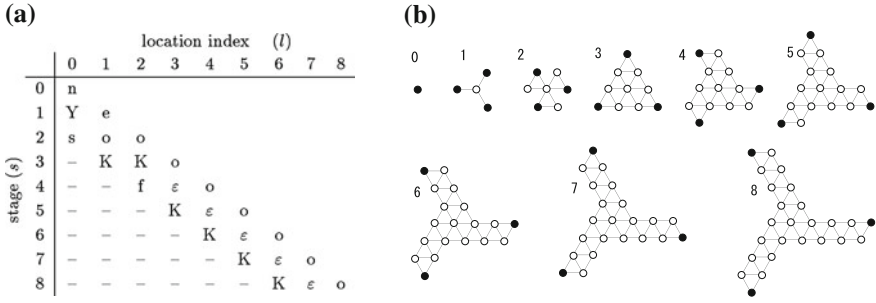 (a)
location index (l)
0 1 2 3 4 5 6 7 8
stage (s)
0 n
1 Y e
2 s o o
3 – K K o
4 – – f ε o
5 – – – K ε o
6 – – – – K ε o
7 – – – – – K ε o
8 – – – – – – K ε o
(b)
0 1 2 3 4 5
6 7 8